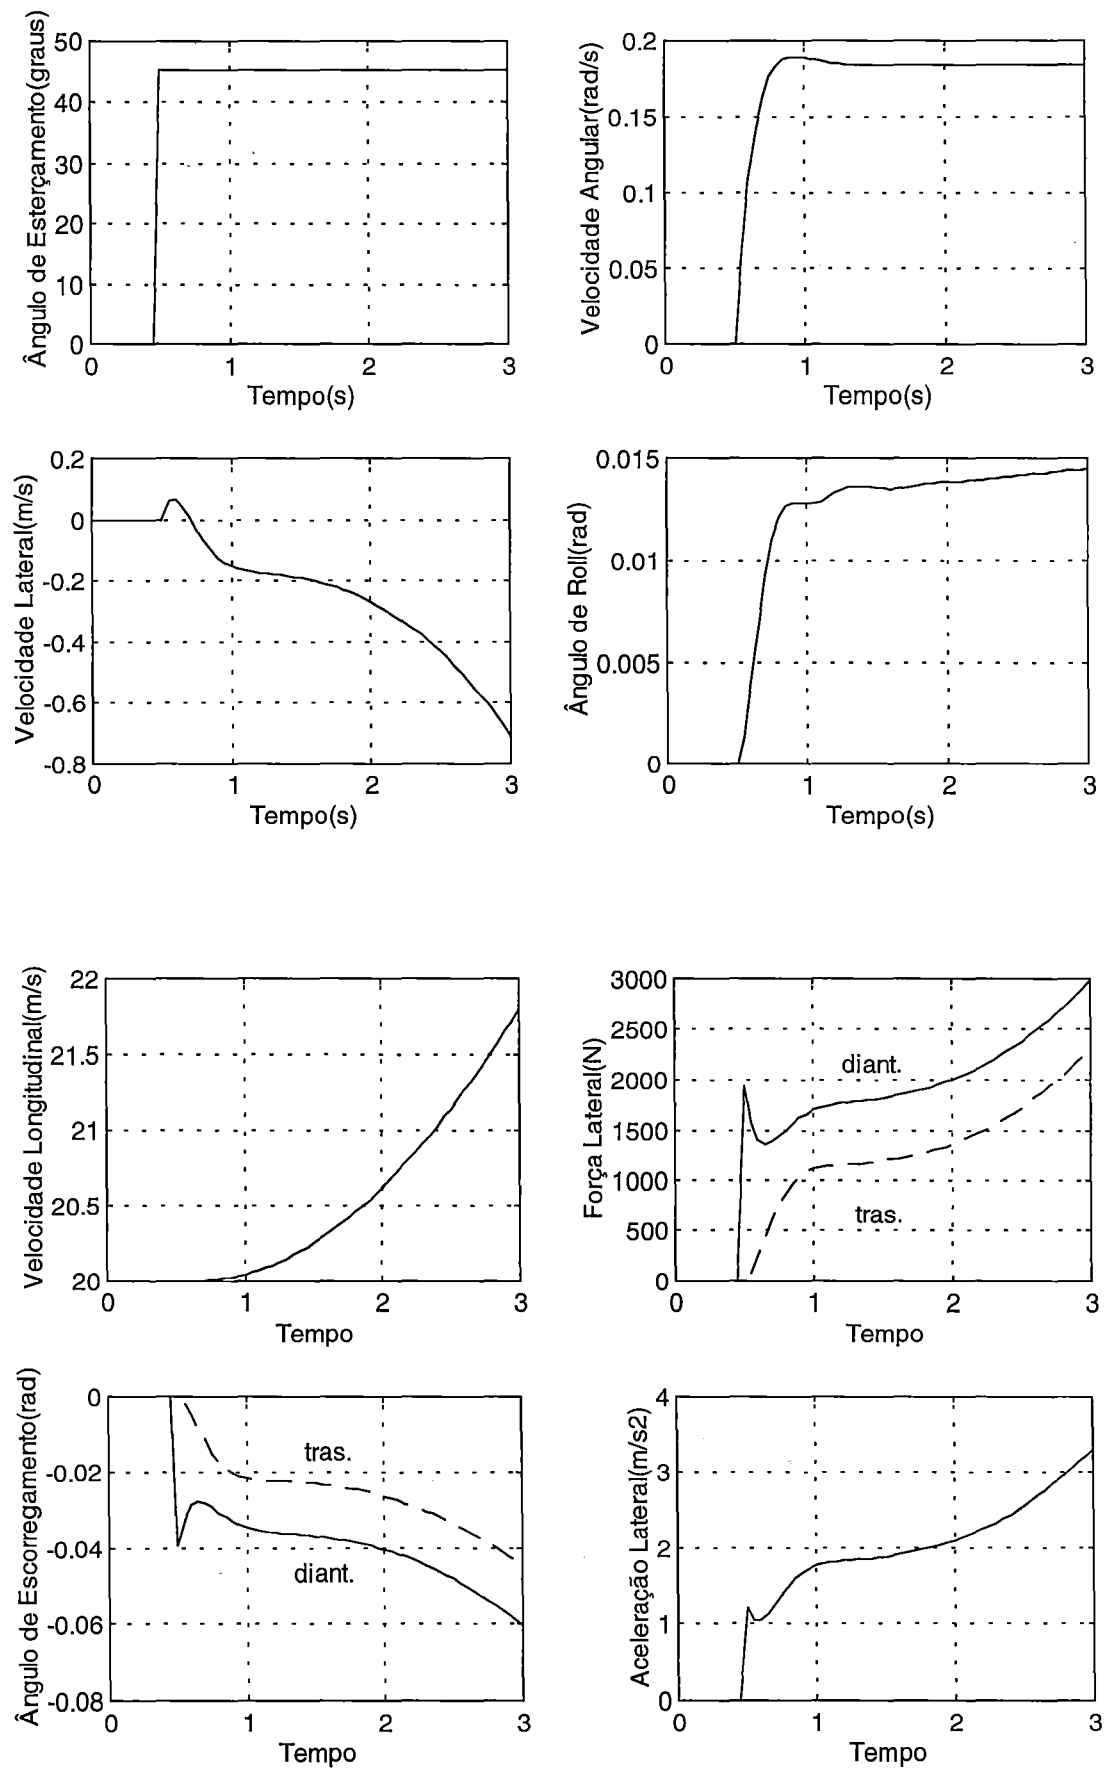 Ângulo de Esterçamento(graus)
50
40
30
20
10
0
0 1 2 3
Tempo(s)
Velocidade Angular(rad/s)
0.2
0.15
0.1
0.05
0
0 1 2 3
Tempo(s)
Velocidade Lateral(m/s)
0.2
0
-0.2
-0.4
-0.6
-0.8
0 1 2 3
Tempo(s)
Ângulo de Roll(rad)
0.015
0.01
0.005
0
0 1 2 3
Tempo(s)
Velocidade Longitudinal(m/s)
22
21.5
21
20.5
20
0 1 2 3
Tempo
Força Lateral(N)
3000
2500
2000
1500
1000
500
0
diant.
tras.
0 1 2 3
Tempo
Ângulo de Escorregamento(rad)
0
-0.02
-0.04
-0.06
-0.08
tras.
diant.
0 1 2 3
Tempo
Aceleração Lateral(m/s2)
4
3
2
1
0
0 1 2 3
Tempo